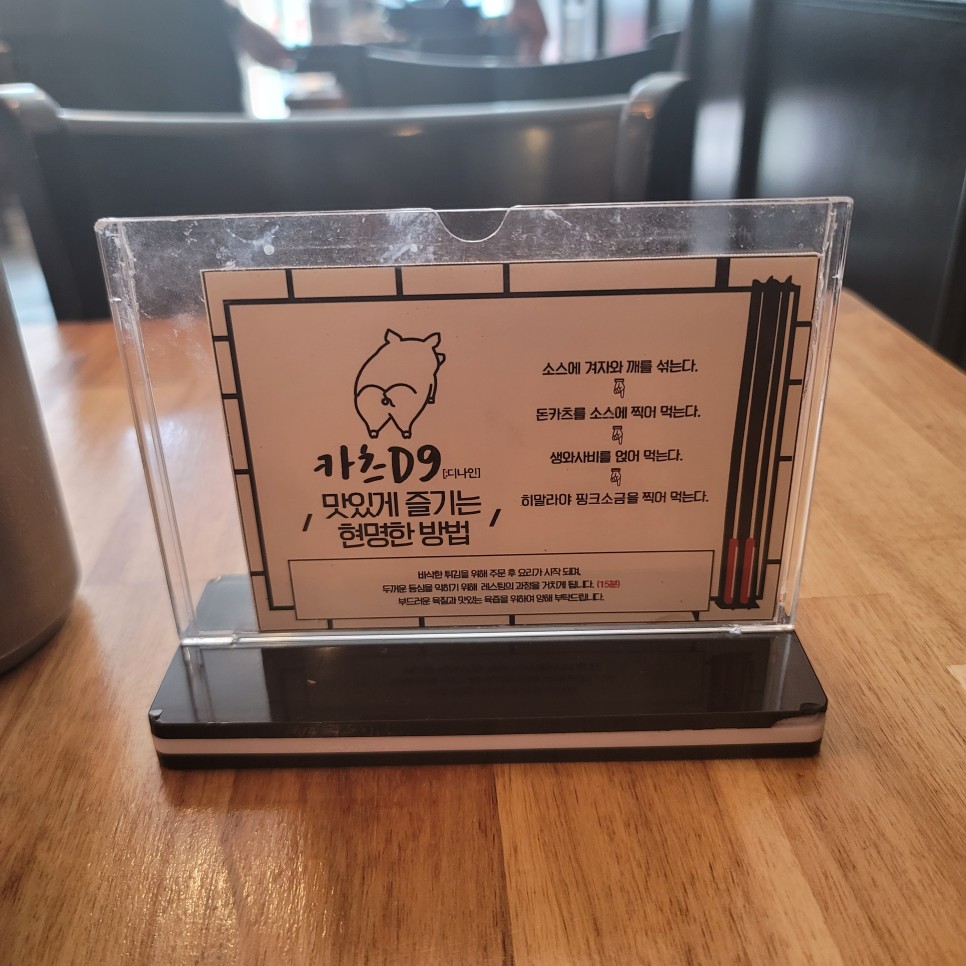 카츠D9[:디나인]
맛있게 즐기는
현명한 방법
소스에 겨자와 깨를 섞는다.
돈카츠를 소스에 찍어 먹는다.
생와사비를 얹어 먹는다.
히말라야 핑크소금을 찍어 먹는다.
바삭한 튀김을 위해 주문 후 요리가 시작 되며,
두꺼운 등심을 익히기 위해 레스팅의 과정을 거치게 됩니다. (15분)
부드러운 육질과 맛있는 육즙을 위하여 양해 부탁드립니다.